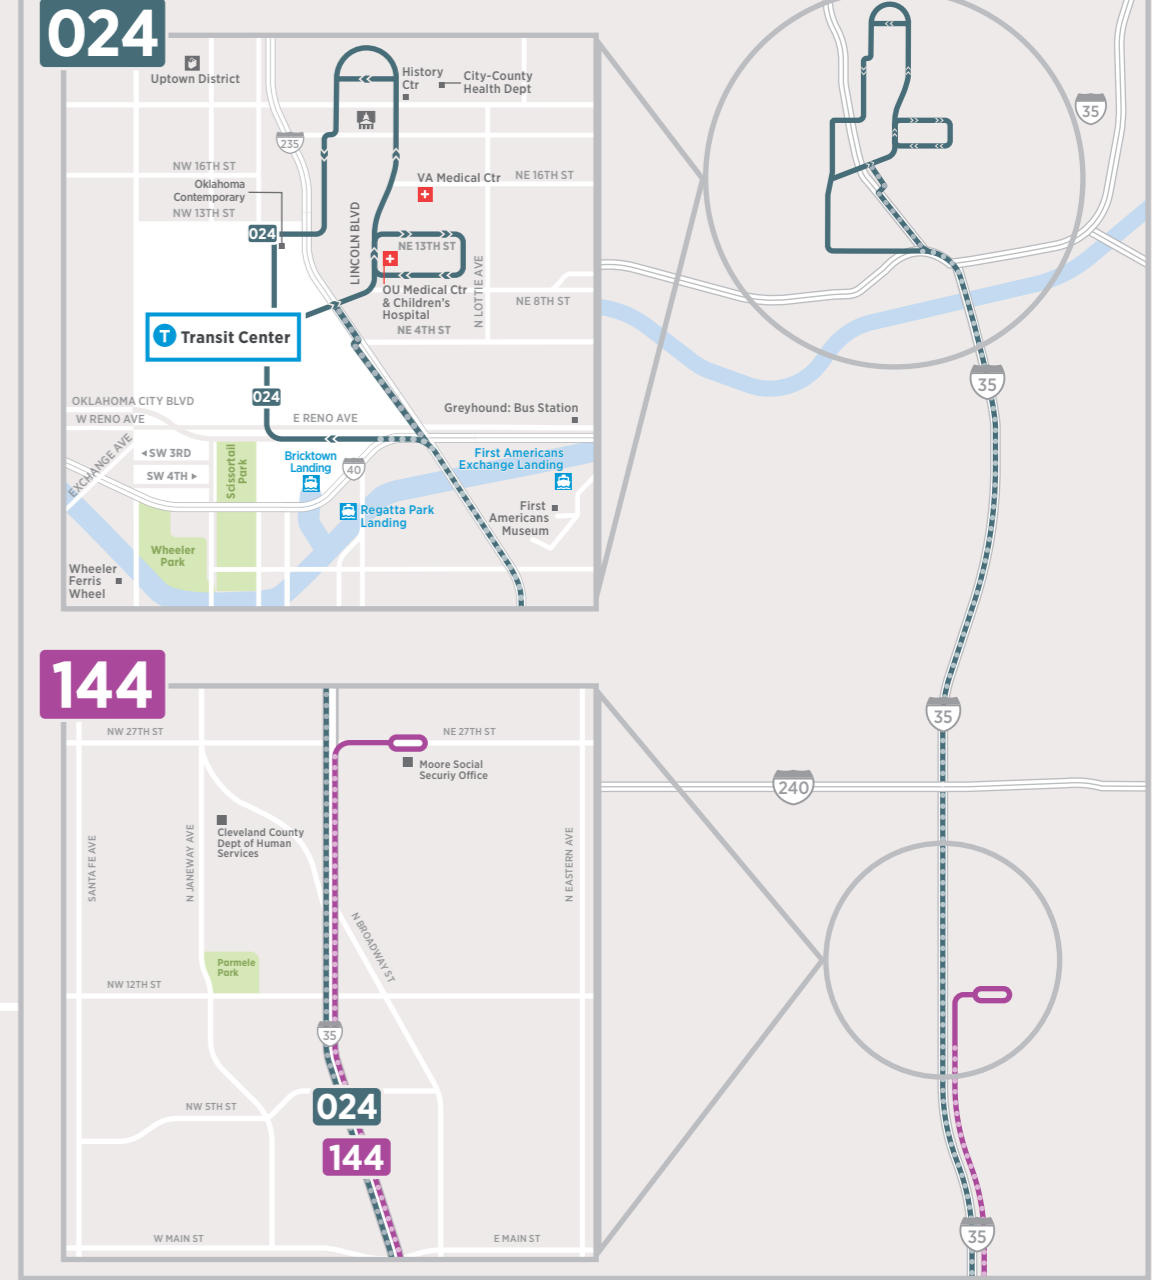 024
Uptown District
History
Ctr
City-County
Health Dept
235
NW 16TH ST
Oklahoma
Contemporary
NW 13TH ST
024
LINCOLN BLVD
VA Medical Ctr
NE 16TH ST
NE 13TH ST
OU Medical Ctr
& Children's
Hospital
N LOTTIE AVE
NE 8TH ST
NE 4TH ST
T Transit Center
024
OKLAHOMA CITY BLVD
W RENO AVE
E RENO AVE
Greyhound: Bus Station
EXCHANGE AVE
SW 3RD
SW 4TH
Scissortail
Park
Bricktown
Landing
40
First Americans
Exchange Landing
Regatta Park
Landing
First
Americans
Museum
Wheeler
Park
Wheeler
Ferris
Wheel
35
35
35
240
35
144
NW 27TH ST
NE 27TH ST
Moore Social
Securiy Office
Cleveland County
Dept of Human
Services
SANTA FE AVE
N JANEWAY AVE
N EASTERN AVE
N BROADWAY ST
Parmele
Park
NW 12TH ST
35
024
NW 5TH ST
144
W MAIN ST
E MAIN ST